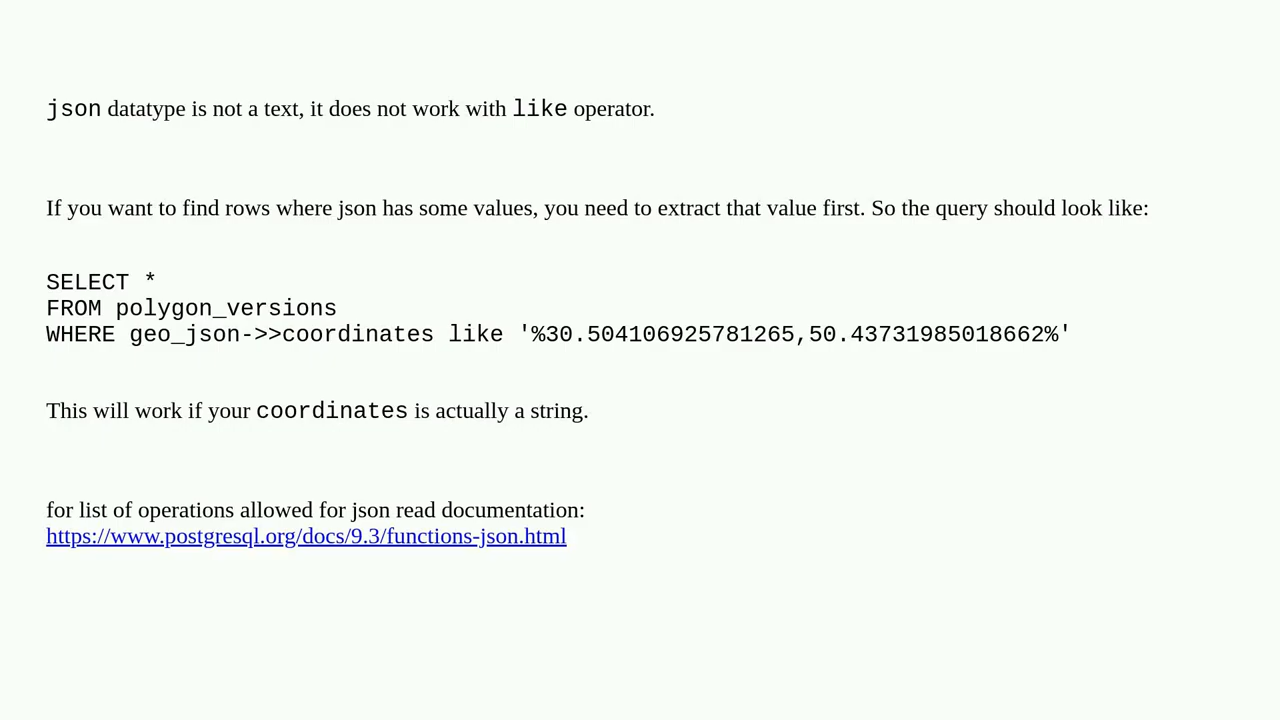 json datatype is not a text, it does not work with like operator.
If you want to find rows where json has some values, you need to extract that value first. So the query should look like:
SELECT *
FROM polygon_versions
WHERE geo_json->>coordinates like '%30.504106925781265,50.43731985018662%'
This will work if your coordinates is actually a string.
for list of operations allowed for json read documentation:
https://www.postgresql.org/docs/9.3/functions-json.html